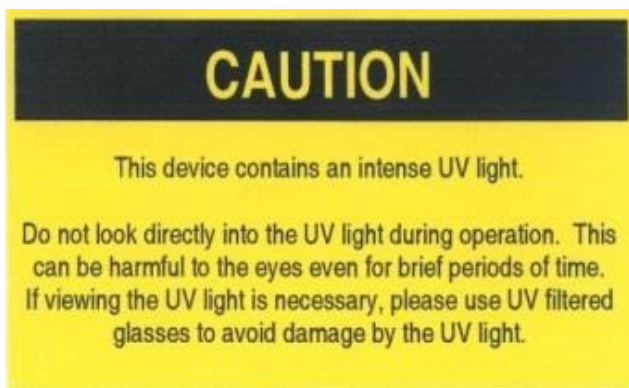 CAUTION
This device contains an intense UV light.
Do not look directly into the UV light during operation. This
can be harmful to the eyes even for brief periods of time.
If viewing the UV light is necessary, please use UV filtered
glasses to avoid damage by the UV light.